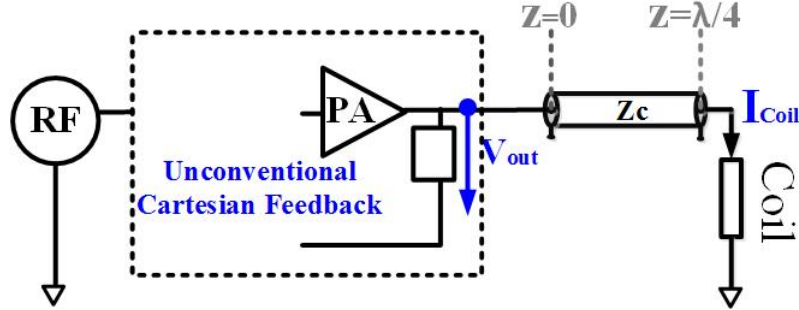 Z=0
Z=λ/4
RF
PA
Zc
ICoil
Vout
Unconventional
Cartesian Feedback
Coil